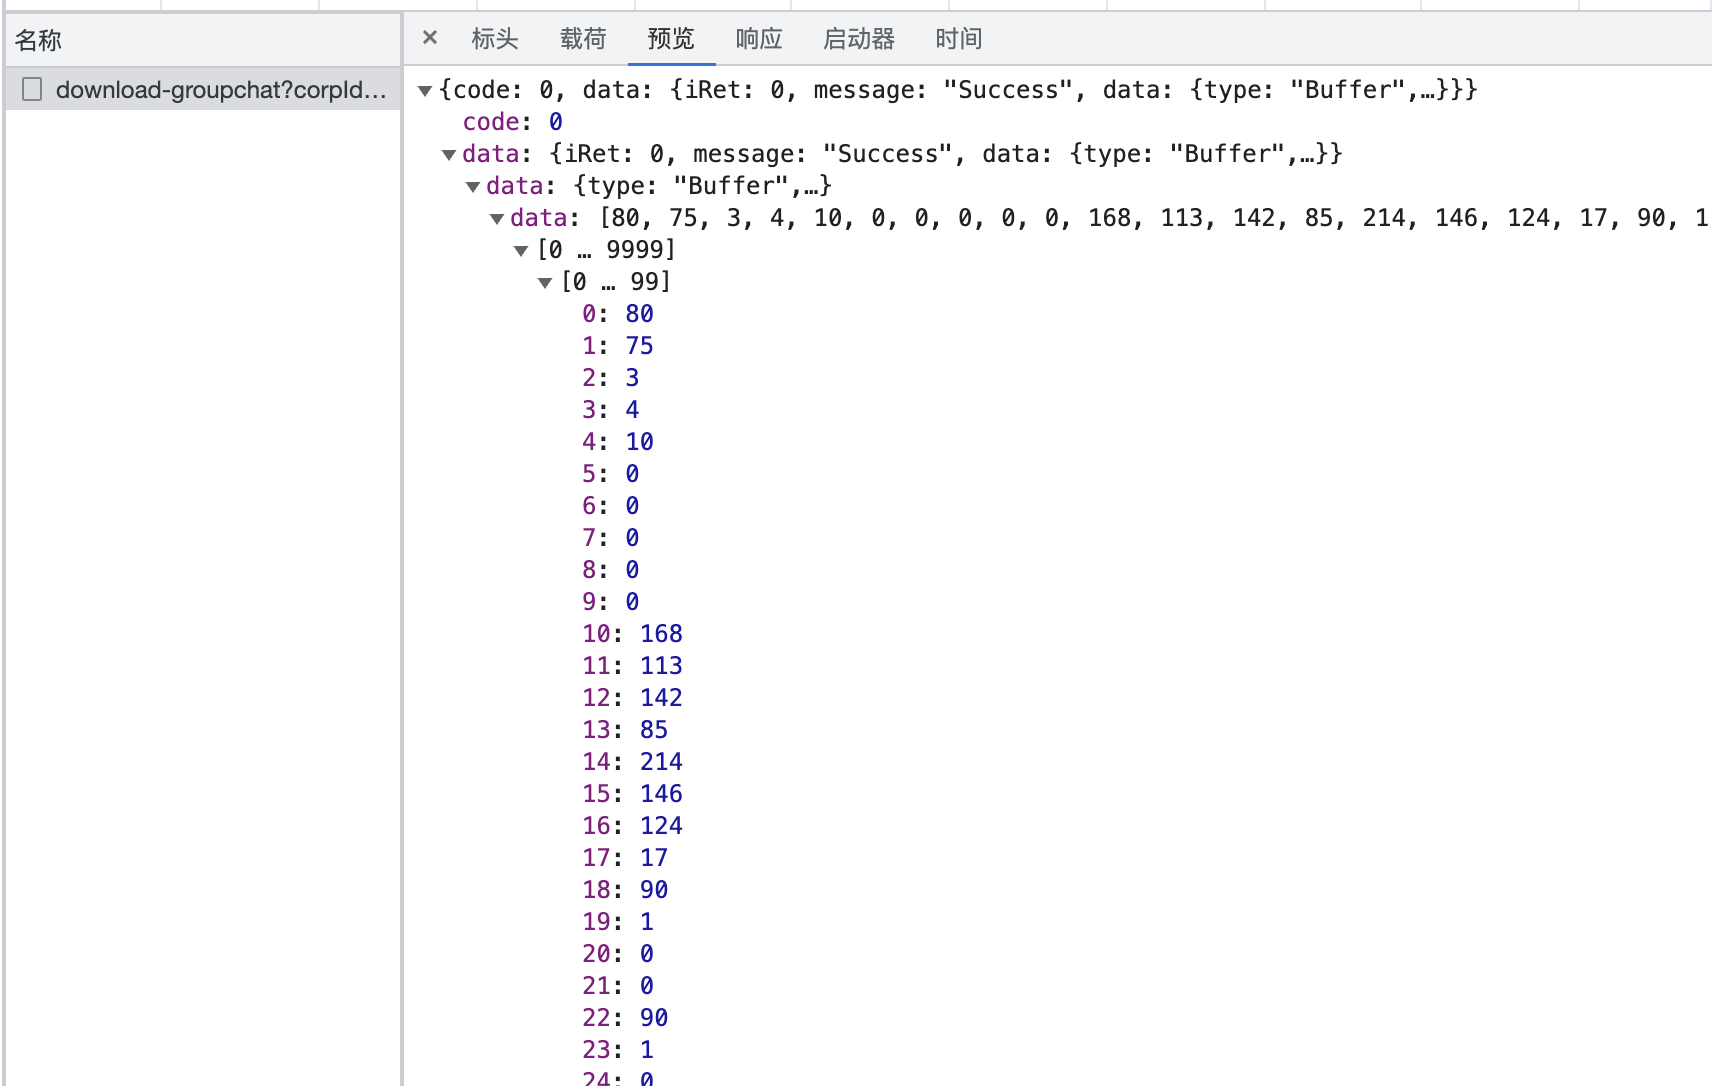 名称
download-groupchat?corpId...
× 标头 载荷 预览 响应 启动器 时间
▼{code: 0, data: {iRet: 0, message: "Success", data: {type: "Buffer",…}}}
code: 0
▼data: {iRet: 0, message: "Success", data: {type: "Buffer",…}}
▼data: {type: "Buffer",…}
▼data: [80, 75, 3, 4, 10, 0, 0, 0, 0, 0, 168, 113, 142, 85, 214, 146, 124, 17, 90, 1
▼[0 … 9999]
▼[0 … 99]
0: 80
1: 75
2: 3
3: 4
4: 10
5: 0
6: 0
7: 0
8: 0
9: 0
10: 168
11: 113
12: 142
13: 85
14: 214
15: 146
16: 124
17: 17
18: 90
19: 1
20: 0
21: 0
22: 90
23: 1
24: 0